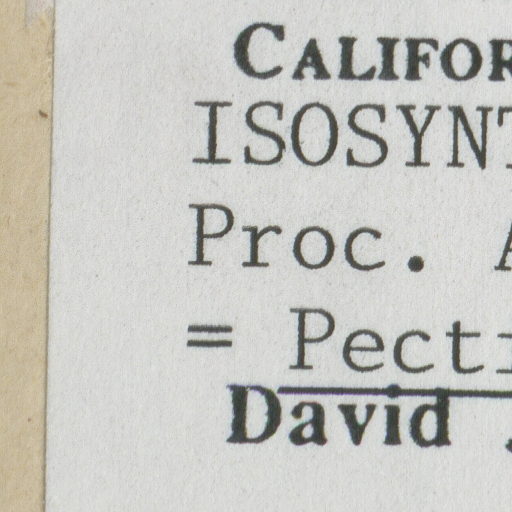 CALIFOR
ISOSYNT
Proc. A
= Pecti
David